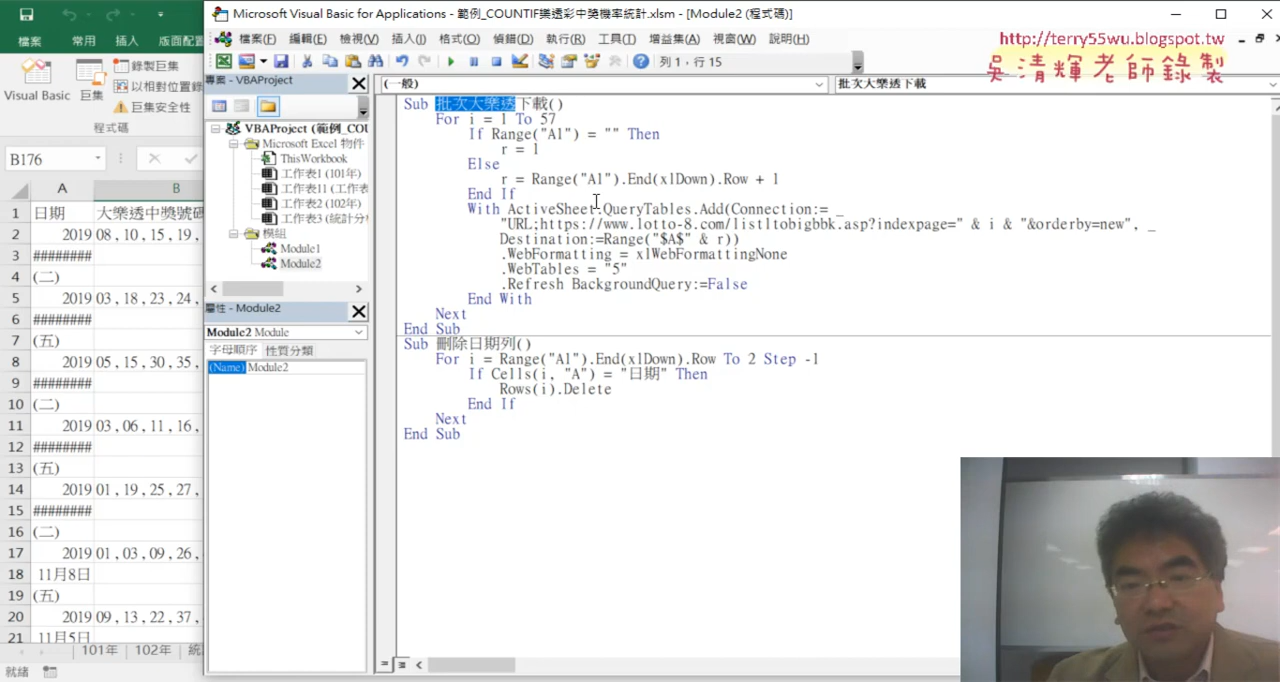 Microsoft Visual Basic for Applications - 範例_COUNTIF樂透彩中獎機率統計.xlsm - [Module2 (程式碼)]
http://terry55wu.blogspot.tw
吳清輝老師錄製
檔案 常用 插入 版面配置
檔案(F) 編輯(E) 檢視(V) 插入(I) 格式(O) 偵錯(D) 執行(R) 工具(T) 增益集(A) 視窗(W) 說明(H)
列 1，行 15
Visual Basic 巨集
錄製巨集
以相對位置錄
巨集安全性
程式碼
B176
專案 - VBAProject
VBAProject (範例_COU
Microsoft Excel 物件
ThisWorkbook
工作表1 (101年)
工作表11 (工作表
工作表2 (102年)
工作表3 (統計分
模組
Module1
Module2
屬性 - Module2
Module2 Module
字母順序 性質分類
(Name) Module2
(一般) 批次大樂透下載
Sub 批次大樂透下載()
For i = 1 To 57
If Range("A1") = "" Then
r = 1
Else
r = Range("A1").End(xlDown).Row + 1
End If
With ActiveSheet.QueryTables.Add(Connection:= _
"URL;https://www.lotto-8.com/listltobigbbk.asp?indexpage=" & i & "&orderby=new", _
Destination:=Range("$A$" & r))
.WebFormatting = xlWebFormattingNone
.WebTables = "5"
.Refresh BackgroundQuery:=False
End With
Next
End Sub
Sub 刪除日期列()
For i = Range("A1").End(xlDown).Row To 2 Step -1
If Cells(i, "A") = "日期" Then
Rows(i).Delete
End If
Next
End Sub
A B
1 日期 大樂透中獎號碼
2 2019 08 , 10 , 15 , 19 ,
3 ########
4 (二)
5 2019 03 , 18 , 23 , 24 ,
6 ########
7 (五)
8 2019 05 , 15 , 30 , 35 ,
9 ########
10 (二)
11 2019 03 , 06 , 11 , 16 ,
12 ########
13 (五)
14 2019 01 , 19 , 25 , 27 ,
15 ########
16 (二)
17 2019 01 , 03 , 09 , 26 ,
18 11月8日
19 (五)
20 2019 09 , 13 , 22 , 37 ,
21 11月5日
101年 102年 統
就緒